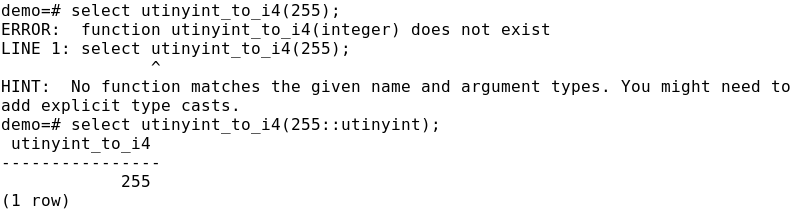 demo=# select utinyint_to_i4(255);
ERROR:  function utinyint_to_i4(integer) does not exist
LINE 1: select utinyint_to_i4(255);
               ^
HINT:  No function matches the given name and argument types. You might need to
add explicit type casts.
demo=# select utinyint_to_i4(255::utinyint);
 utinyint_to_i4
----------------
            255
(1 row)